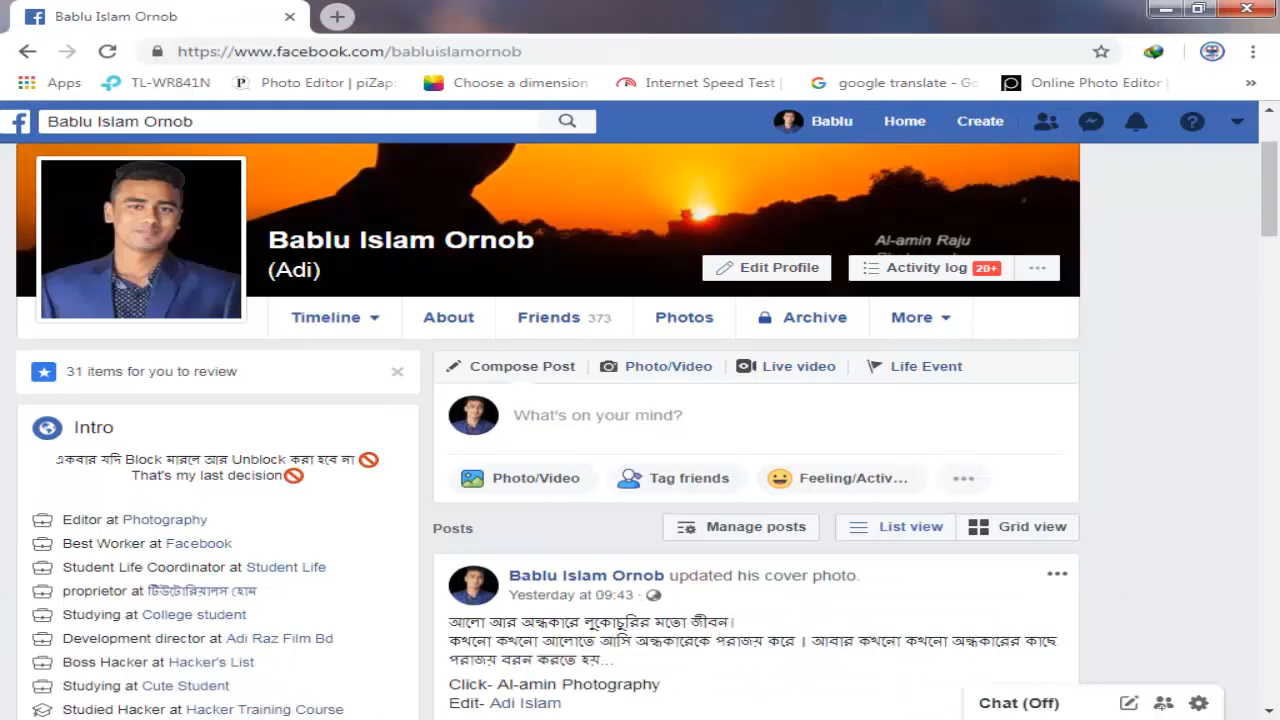 Bablu Islam Ornob
https://www.facebook.com/babluislamornob
Apps
TL-WR841N
Photo Editor | piZap
Choose a dimension
Internet Speed Test |
google translate - Go
Online Photo Editor |
Bablu Islam Ornob
Bablu
Home
Create
Bablu Islam Ornob
(Adi)
Al-amin Raju
Edit Profile
Activity log 20+
Timeline
About
Friends 373
Photos
Archive
More
31 items for you to review
Compose Post
Photo/Video
Live video
Life Event
What's on your mind?
Photo/Video
Tag friends
Feeling/Activ...
Intro
একবার যদি Block মারলে আর Unblock করা হবে না
That's my last decision
Editor at Photography
Best Worker at Facebook
Student Life Coordinator at Student Life
proprietor at টিউটোরিয়ালস হোম
Studying at College student
Development director at Adi Raz Film Bd
Boss Hacker at Hacker's List
Studying at Cute Student
Studied Hacker at Hacker Training Course
Posts
Manage posts
List view
Grid view
Bablu Islam Ornob updated his cover photo.
Yesterday at 09:43 ·
আলো আর অন্ধকারে লুকোচুরির মতো জীবন।
কখনো কখনো আলোতে আসি অন্ধকারেকে পরাজয় করে । আবার কখনো কখনো অন্ধকারের কাছে
পরাজয় বরন করতে হয়...
Click- Al-amin Photography
Edit- Adi Islam
Chat (Off)